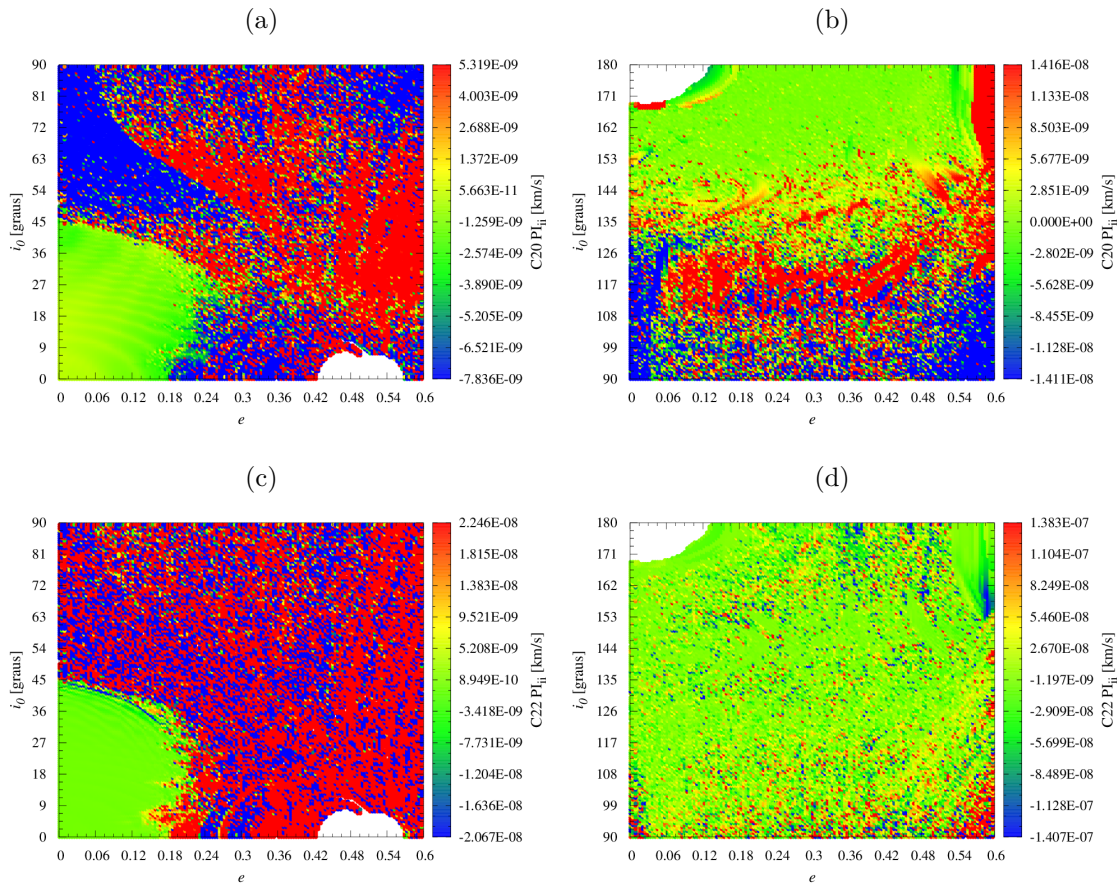 (a)
90
81
72
63
54
45
36
27
18
9
0
i0 [graus]
0 0.06 0.12 0.18 0.24 0.3 0.36 0.42 0.48 0.54 0.6
e
5.319E-09
4.003E-09
2.688E-09
1.372E-09
5.663E-11
-1.259E-09
-2.574E-09
-3.890E-09
-5.205E-09
-6.521E-09
-7.836E-09
C20 PIii [km/s]
(b)
180
171
162
153
144
135
126
117
108
99
90
i0 [graus]
0 0.06 0.12 0.18 0.24 0.3 0.36 0.42 0.48 0.54 0.6
e
1.416E-08
1.133E-08
8.503E-09
5.677E-09
2.851E-09
0.000E+00
-2.802E-09
-5.628E-09
-8.455E-09
-1.128E-08
-1.411E-08
C20 PIii [km/s]
(c)
90
81
72
63
54
45
36
27
18
9
0
i0 [graus]
0 0.06 0.12 0.18 0.24 0.3 0.36 0.42 0.48 0.54 0.6
e
2.246E-08
1.815E-08
1.383E-08
9.521E-09
5.209E-09
8.949E-10
-3.418E-09
-7.731E-09
-1.204E-08
-1.636E-08
-2.067E-08
C22 PIii [km/s]
(d)
180
171
162
153
144
135
126
117
108
99
90
i0 [graus]
0 0.06 0.12 0.18 0.24 0.3 0.36 0.42 0.48 0.54 0.6
e
1.383E-07
1.104E-07
8.249E-08
5.460E-08
2.670E-08
-1.197E-09
-2.909E-08
-5.699E-08
-8.489E-08
-1.128E-07
-1.407E-07
C22 PIii [km/s]